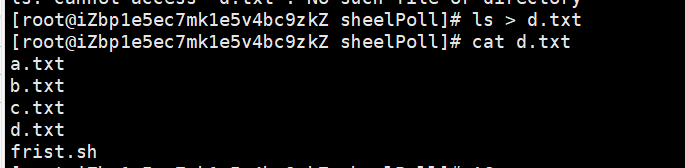 ls: cannot access 'd.txt': No such file or directory
[root@iZbp1e5ec7mk1e5v4bc9zkZ sheelPoll]# ls > d.txt
[root@iZbp1e5ec7mk1e5v4bc9zkZ sheelPoll]# cat d.txt
a.txt
b.txt
c.txt
d.txt
frist.sh